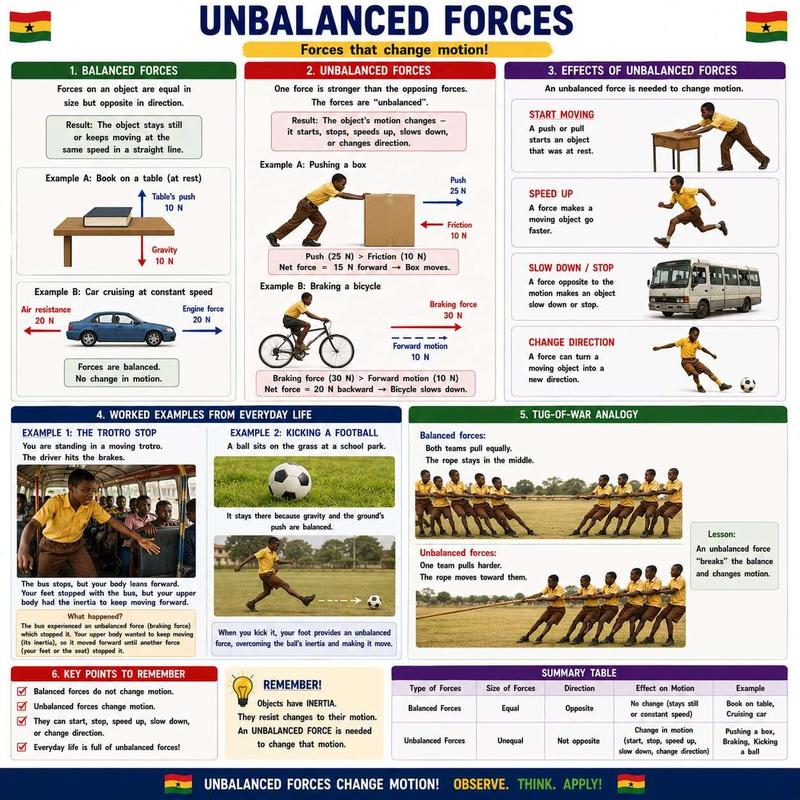 UNBALANCED FORCES
Forces that change motion!
1. BALANCED FORCES
Forces on an object are equal in
size but opposite in direction.
Result: The object stays still
or keeps moving at the
same speed in a straight line.
Example A: Book on a table (at rest)
Table's push
10 N
Gravity
10 N
Example B: Car cruising at constant speed
Air resistance
20 N
Engine force
20 N
Forces are balanced.
No change in motion.
2. UNBALANCED FORCES
One force is stronger than the opposing forces.
The forces are "unbalanced".
Result: The object's motion changes –
it starts, stops, speeds up, slows down,
or changes direction.
Example A: Pushing a box
Push
25 N
Friction
10 N
Push (25 N) > Friction (10 N)
Net force = 15 N forward → Box moves.
Example B: Braking a bicycle
Braking force
30 N
Forward motion
10 N
Braking force (30 N) > Forward motion (10 N)
Net force = 20 N backward → Bicycle slows down.
3. EFFECTS OF UNBALANCED FORCES
An unbalanced force is needed to change motion.
START MOVING
A push or pull
starts an object
that was at rest.
SPEED UP
A force makes a
moving object go
faster.
SLOW DOWN / STOP
A force opposite to the
motion makes an object
slow down or stop.
CHANGE DIRECTION
A force can turn a
moving object into a
new direction.
4. WORKED EXAMPLES FROM EVERYDAY LIFE
EXAMPLE 1: THE TROTRO STOP
You are standing in a moving trotro.
The driver hits the brakes.
The bus stops, but your body leans forward.
Your feet stopped with the bus, but your upper
body had the inertia to keep moving forward.
What happened?
The bus experienced an unbalanced force (braking force)
which stopped it. Your upper body wanted to keep moving
(its inertia), so it moved forward until another force
(your feet or the seat) stopped it.
EXAMPLE 2: KICKING A FOOTBALL
A ball sits on the grass at a school park.
It stays there because gravity and the ground's
push are balanced.
When you kick it, your foot provides an unbalanced
force, overcoming the ball's inertia and making it move.
5. TUG-OF-WAR ANALOGY
Balanced forces:
Both teams pull equally.
The rope stays in the middle.
Unbalanced forces:
One team pulls harder.
The rope moves toward them.
Lesson:
An unbalanced force
"breaks" the balance
and changes motion.
6. KEY POINTS TO REMEMBER
Balanced forces do not change motion.
Unbalanced forces change motion.
They can start, stop, speed up, slow down,
or change direction.
Everyday life is full of unbalanced forces!
REMEMBER!
Objects have INERTIA.
They resist changes to their motion.
An UNBALANCED FORCE is needed
to change that motion.
SUMMARY TABLE
Type of Forces Size of Forces Direction Effect on Motion Example
Balanced Forces Equal Opposite No change (stays still or constant speed) Book on table, Cruising car
Unbalanced Forces Unequal Not opposite Change in motion (start, stop, speed up, slow down, change direction) Pushing a box, Braking, Kicking a ball
UNBALANCED FORCES CHANGE MOTION! OBSERVE. THINK. APPLY!